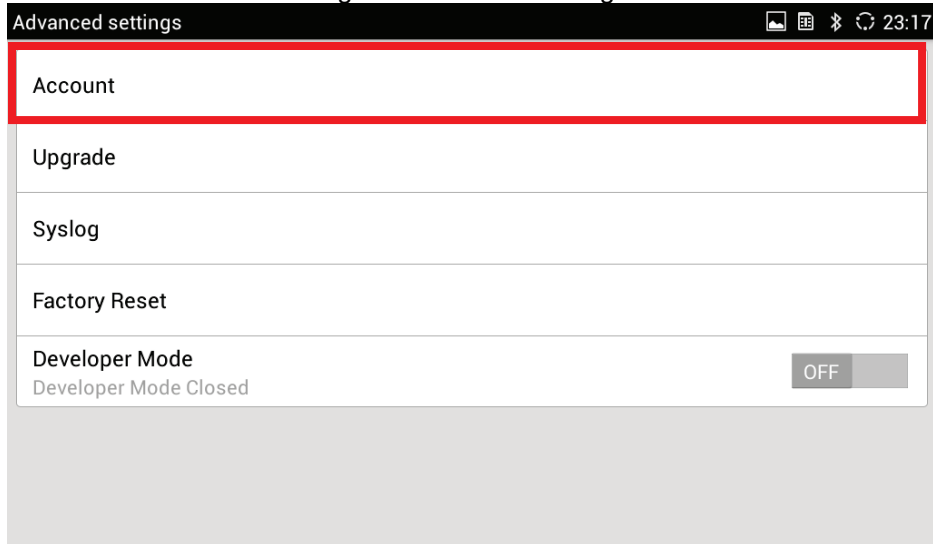 Advanced settings 23:17
Account
Upgrade
Syslog
Factory Reset
Developer Mode
OFF
Developer Mode Closed